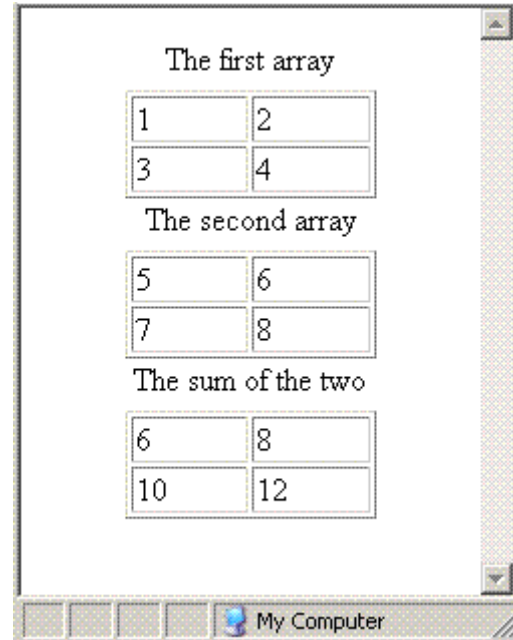 The first array
1 2
3 4
The second array
5 6
7 8
The sum of the two
6 8
10 12
My Computer